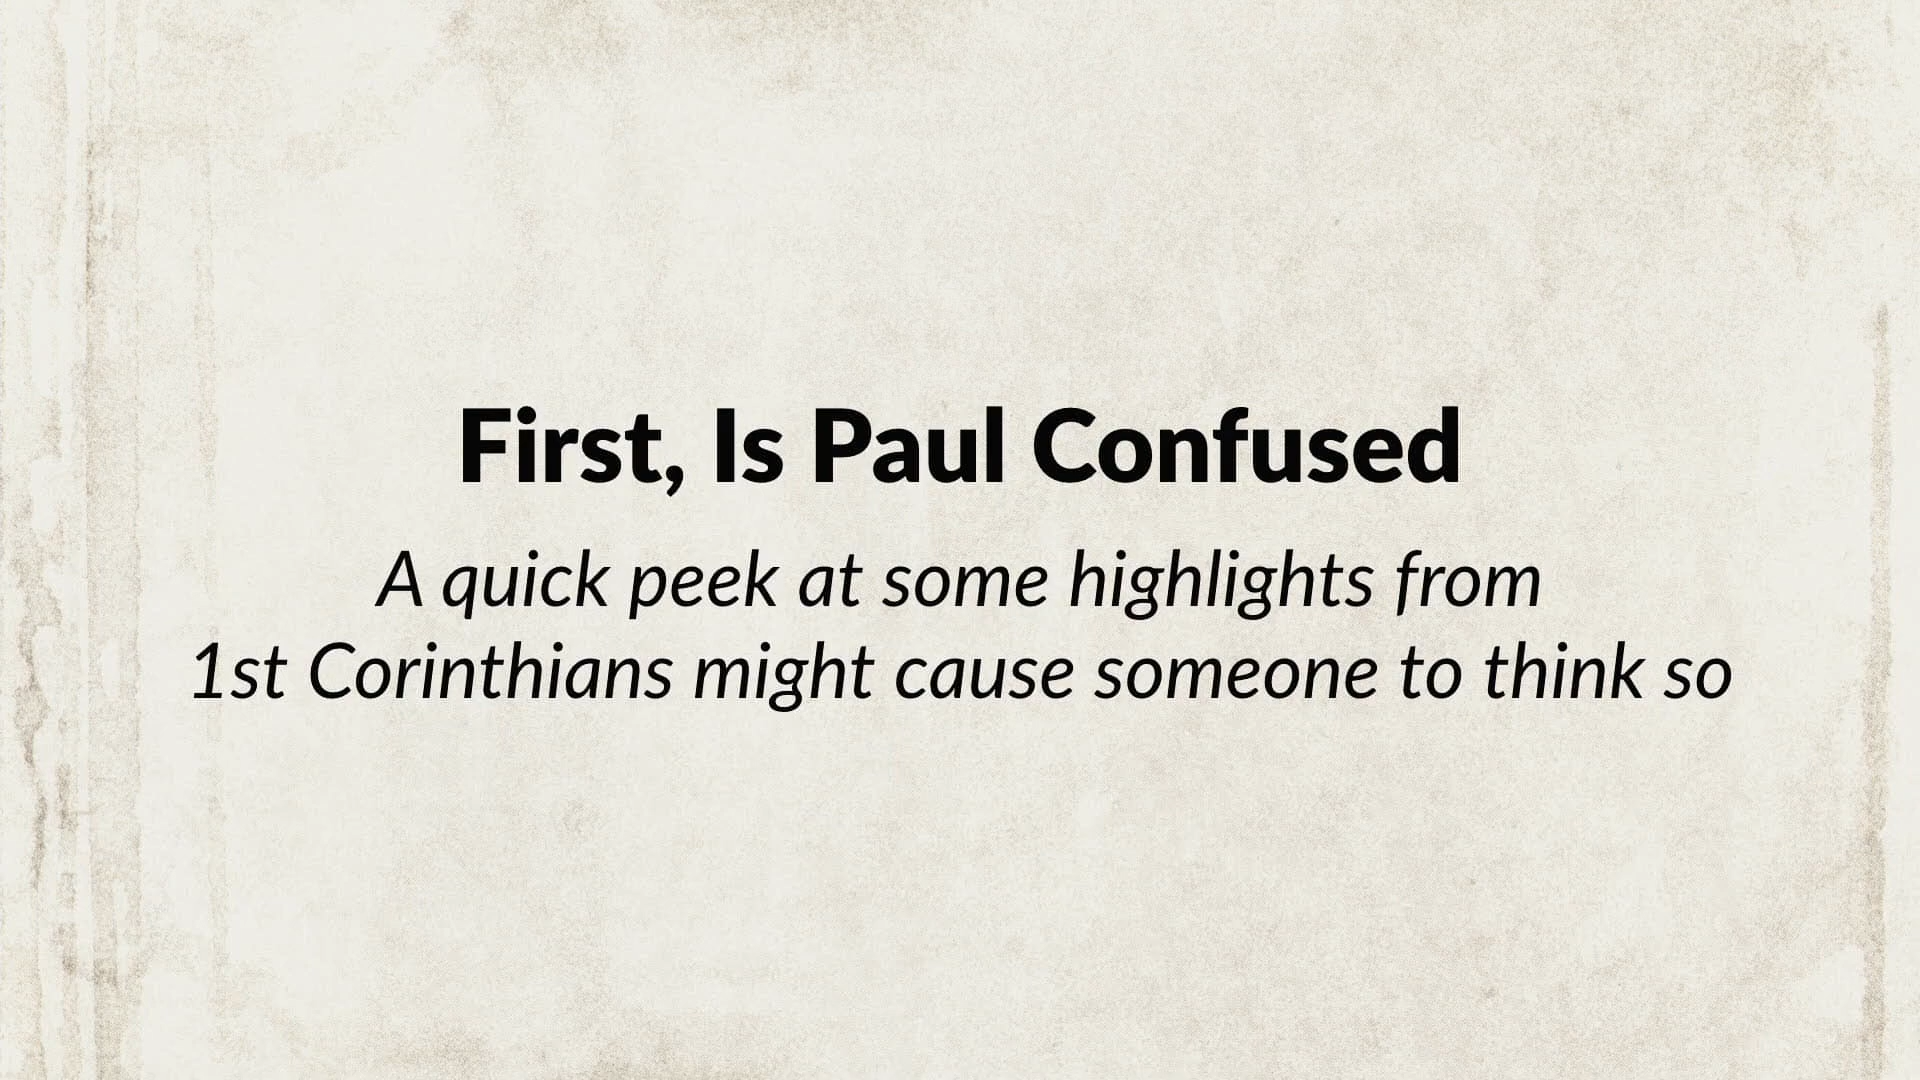 First, Is Paul Confused
A quick peek at some highlights from
1st Corinthians might cause someone to think so